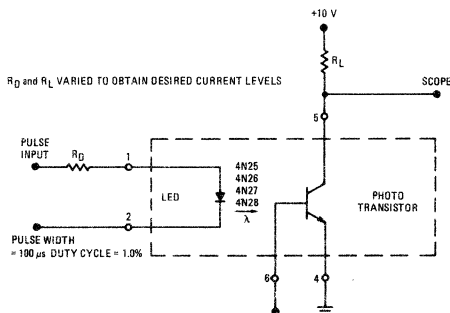 +10 V
RL
RD and RL VARIED TO OBTAIN DESIRED CURRENT LEVELS
SCOPE
5
PULSE
INPUT
RD
1
4N25
4N26
4N27
4N28
LED
λ
PHOTO
TRANSISTOR
2
PULSE WIDTH
= 100 µs DUTY CYCLE = 1.0%
6
4